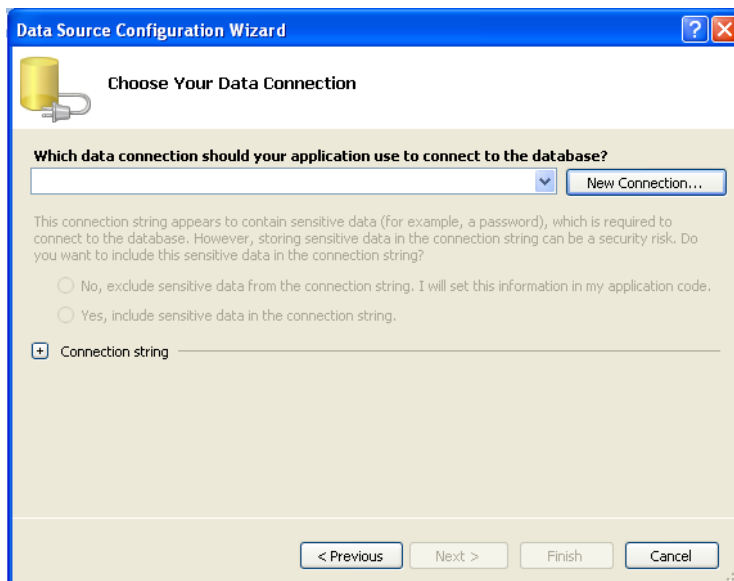 Data Source Configuration Wizard
Choose Your Data Connection
Which data connection should your application use to connect to the database?
New Connection...
This connection string appears to contain sensitive data (for example, a password), which is required to
connect to the database. However, storing sensitive data in the connection string can be a security risk. Do
you want to include this sensitive data in the connection string?
No, exclude sensitive data from the connection string. I will set this information in my application code.
Yes, include sensitive data in the connection string.
Connection string
< Previous
Next >
Finish
Cancel